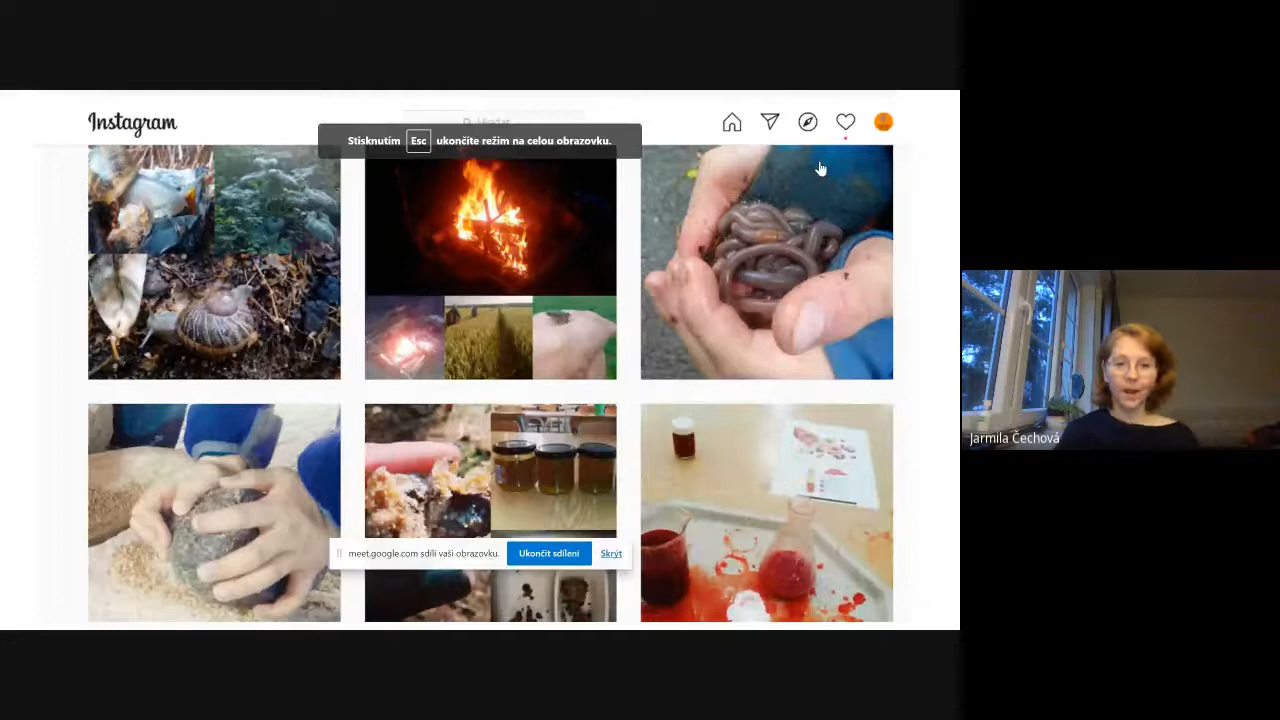 Instagram
Hledat
Stisknutím Esc ukončíte režim na celou obrazovku.
Jarmila Čechová
meet.google.com sdílí vaši obrazovku. Ukončit sdílení Skrýt